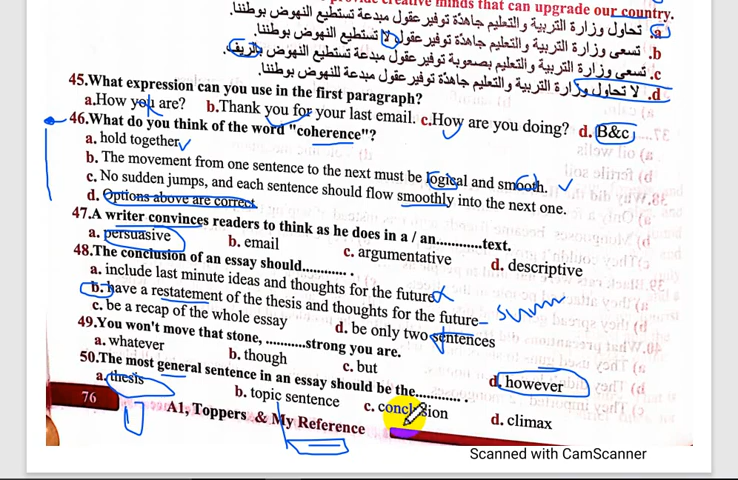 provide creative minds that can upgrade our country.
a. تحاول وزارة التربية والتعليم جاهدة توفير عقول مبدعة تستطيع النهوض بوطننا.
b. تسعى وزارة التربية والتعليم جاهدة توفير عقول لا تستطيع النهوض بوطننا.
c. تسعى وزارة التربية والتعليم بصعوبة توفير عقول مبدعة تستطيع النهوض بالريف.
d. لا تحاول وزارة التربية والتعليم جاهدة توفير عقول مبدعة للنهوض بوطننا.
45.What expression can you use in the first paragraph?
a.How you are? b.Thank you for your last email. c.How are you doing? d. B&c
46.What do you think of the word "coherence"?
a. hold together
b. The movement from one sentence to the next must be logical and smooth.
c. No sudden jumps, and each sentence should flow smoothly into the next one.
d. Options above are correct
47.A writer convinces readers to think as he does in a / an............text.
a. persuasive b. email c. argumentative d. descriptive
48.The conclusion of an essay should............ .
a. include last minute ideas and thoughts for the future
b. have a restatement of the thesis and thoughts for the future
c. be a recap of the whole essay d. be only two sentences
49.You won't move that stone, ..........strong you are.
a. whatever b. though c. but d. however
50.The most general sentence in an essay should be the........... .
a. thesis b. topic sentence c. conclusion d. climax
76 A1, Toppers & My Reference
Scanned with CamScanner